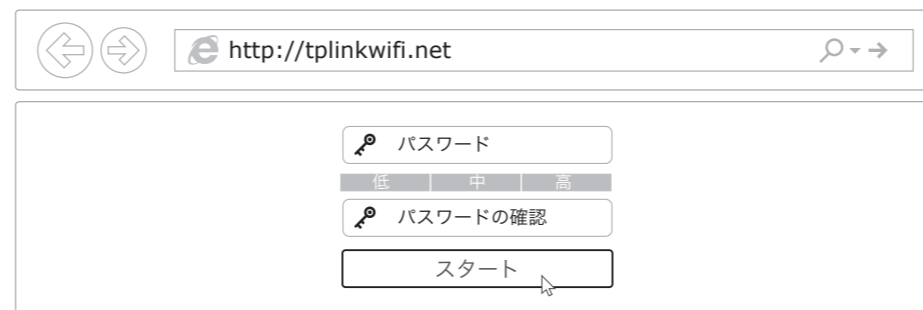 http://tplinkwifi.net
パスワード
低 中 高
パスワードの確認
スタート